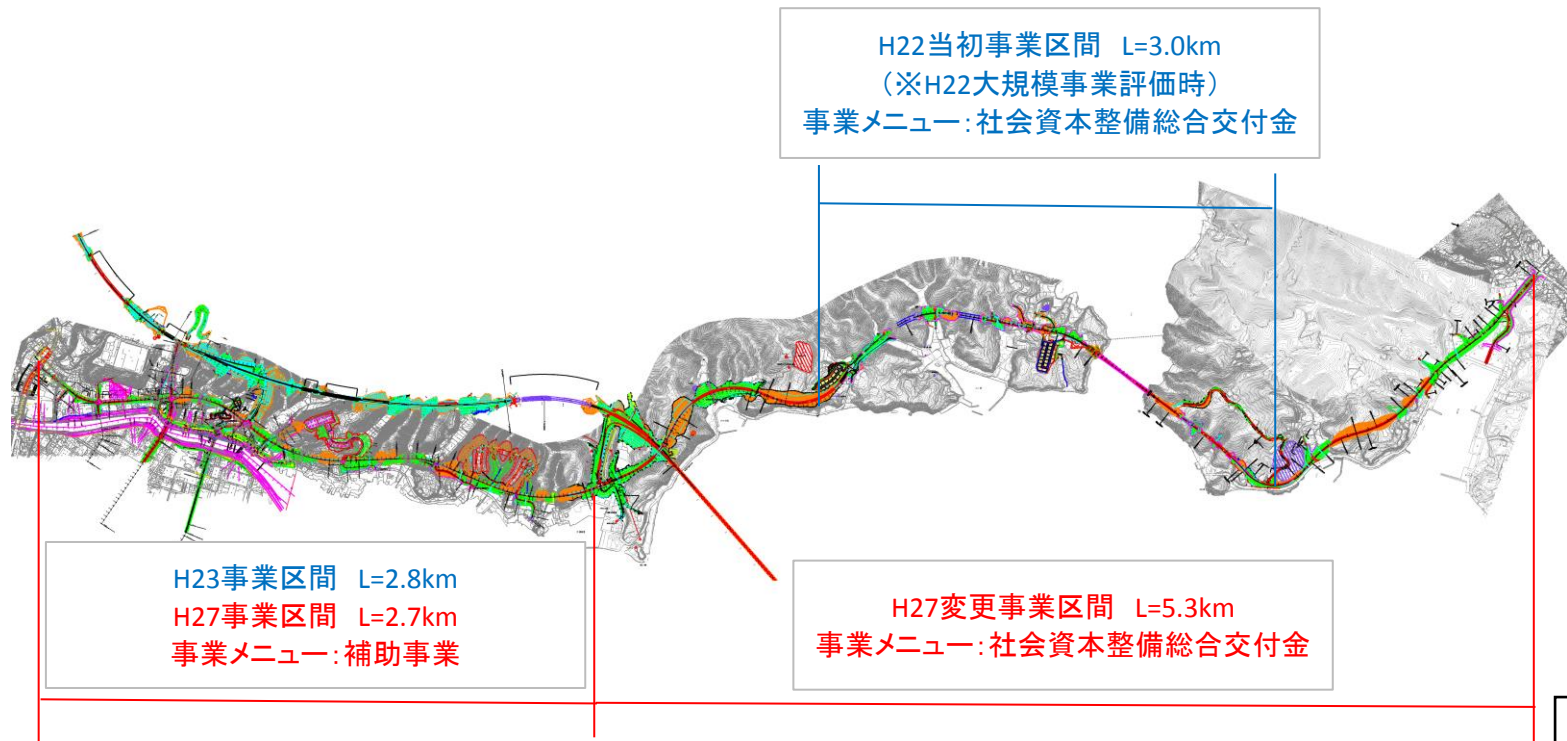 H22当初事業区間 L=3.0km
(※H22大規模事業評価時)
事業メニュー:社会資本整備総合交付金
H23事業区間 L=2.8km
H27事業区間 L=2.7km
事業メニュー:補助事業
H27変更事業区間 L=5.3km
事業メニュー:社会資本整備総合交付金